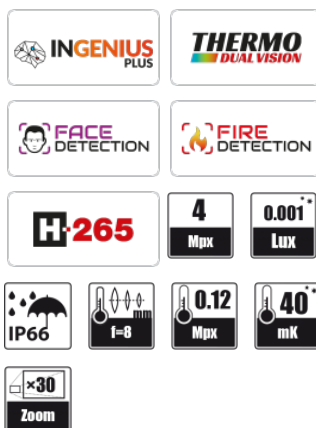 INGENIUS
PLUS
THERMO
DUAL VISION
FACE
DETECTION
FIRE
DETECTION
H·265
4
Mpx
0.001**
Lux
IP66
f=8
0.12
Mpx
40**
mK
×30
Zoom